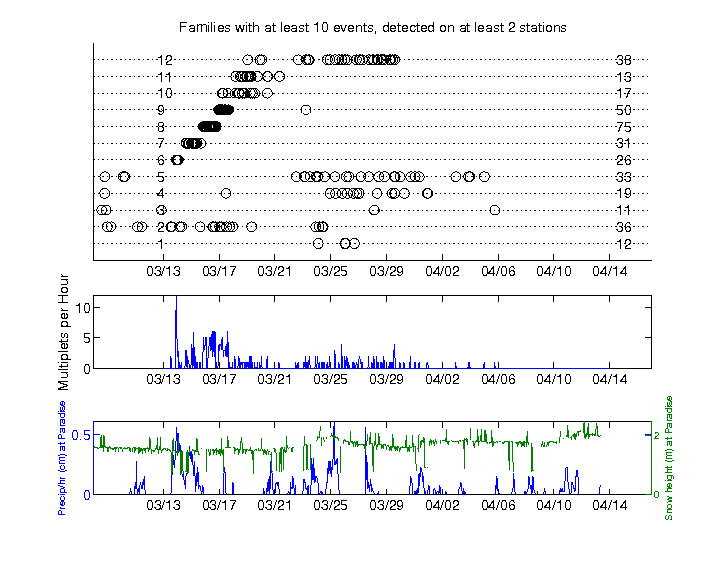 Families with at least 10 events, detected on at least 2 stations
12 38
11 13
10 17
9 50
8 75
7 31
6 26
5 33
4 19
3 11
2 36
1 12
03/13 03/17 03/21 03/25 03/29 04/02 04/06 04/10 04/14
Multiplets per Hour
10
5
0
03/13 03/17 03/21 03/25 03/29 04/02 04/06 04/10 04/14
Precip/hr (cm) at Paradise
0.5
0
2
0
Snow height (m) at Paradise
03/13 03/17 03/21 03/25 03/29 04/02 04/06 04/10 04/14